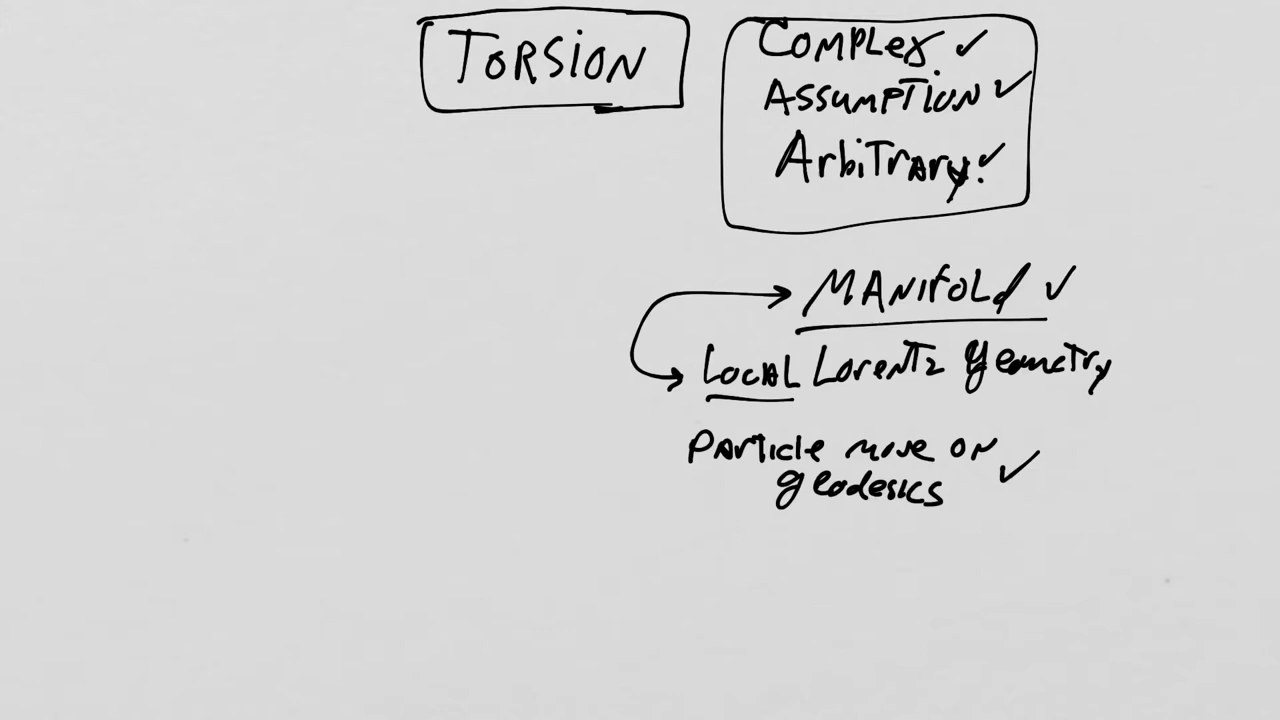 TORSION
COMPLEX ✓
ASSUMPTION ✓
ArbiTrAry ✓
MANifoLd ✓
LOCAL LorenTz geometry
PArTicle move ON
geodesics ✓